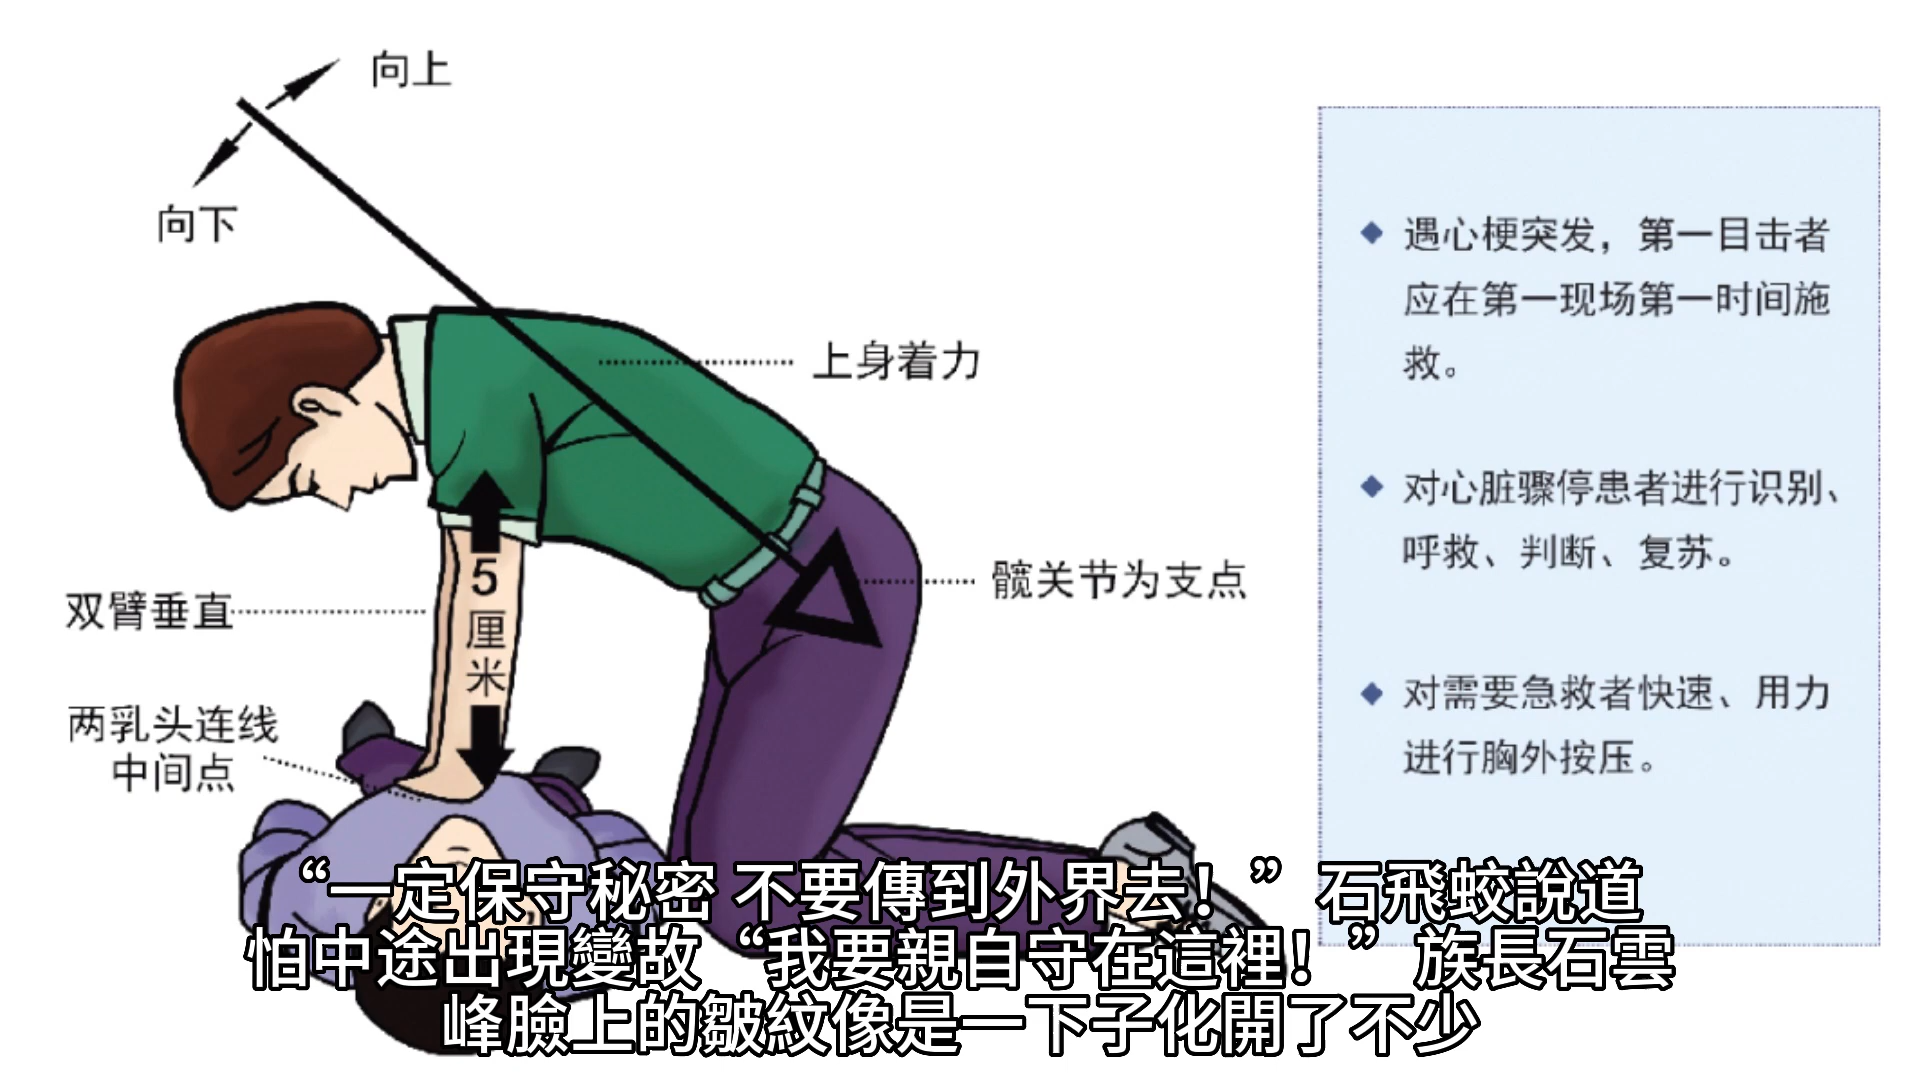 向上
向下
上身着力
髋关节为支点
双臂垂直
5
厘
米
两乳头连线
中间点
遇心梗突发，第一目击者
应在第一现场第一时间施
救。
对心脏骤停患者进行识别、
呼救、判断、复苏。
对需要急救者快速、用力
进行胸外按压。
“一定保守秘密 不要傳到外界去！” 石飛蛟說道
怕中途出現變故“我要親自守在這裡！” 族長石雲
峰臉上的皺紋像是一下子化開了不少